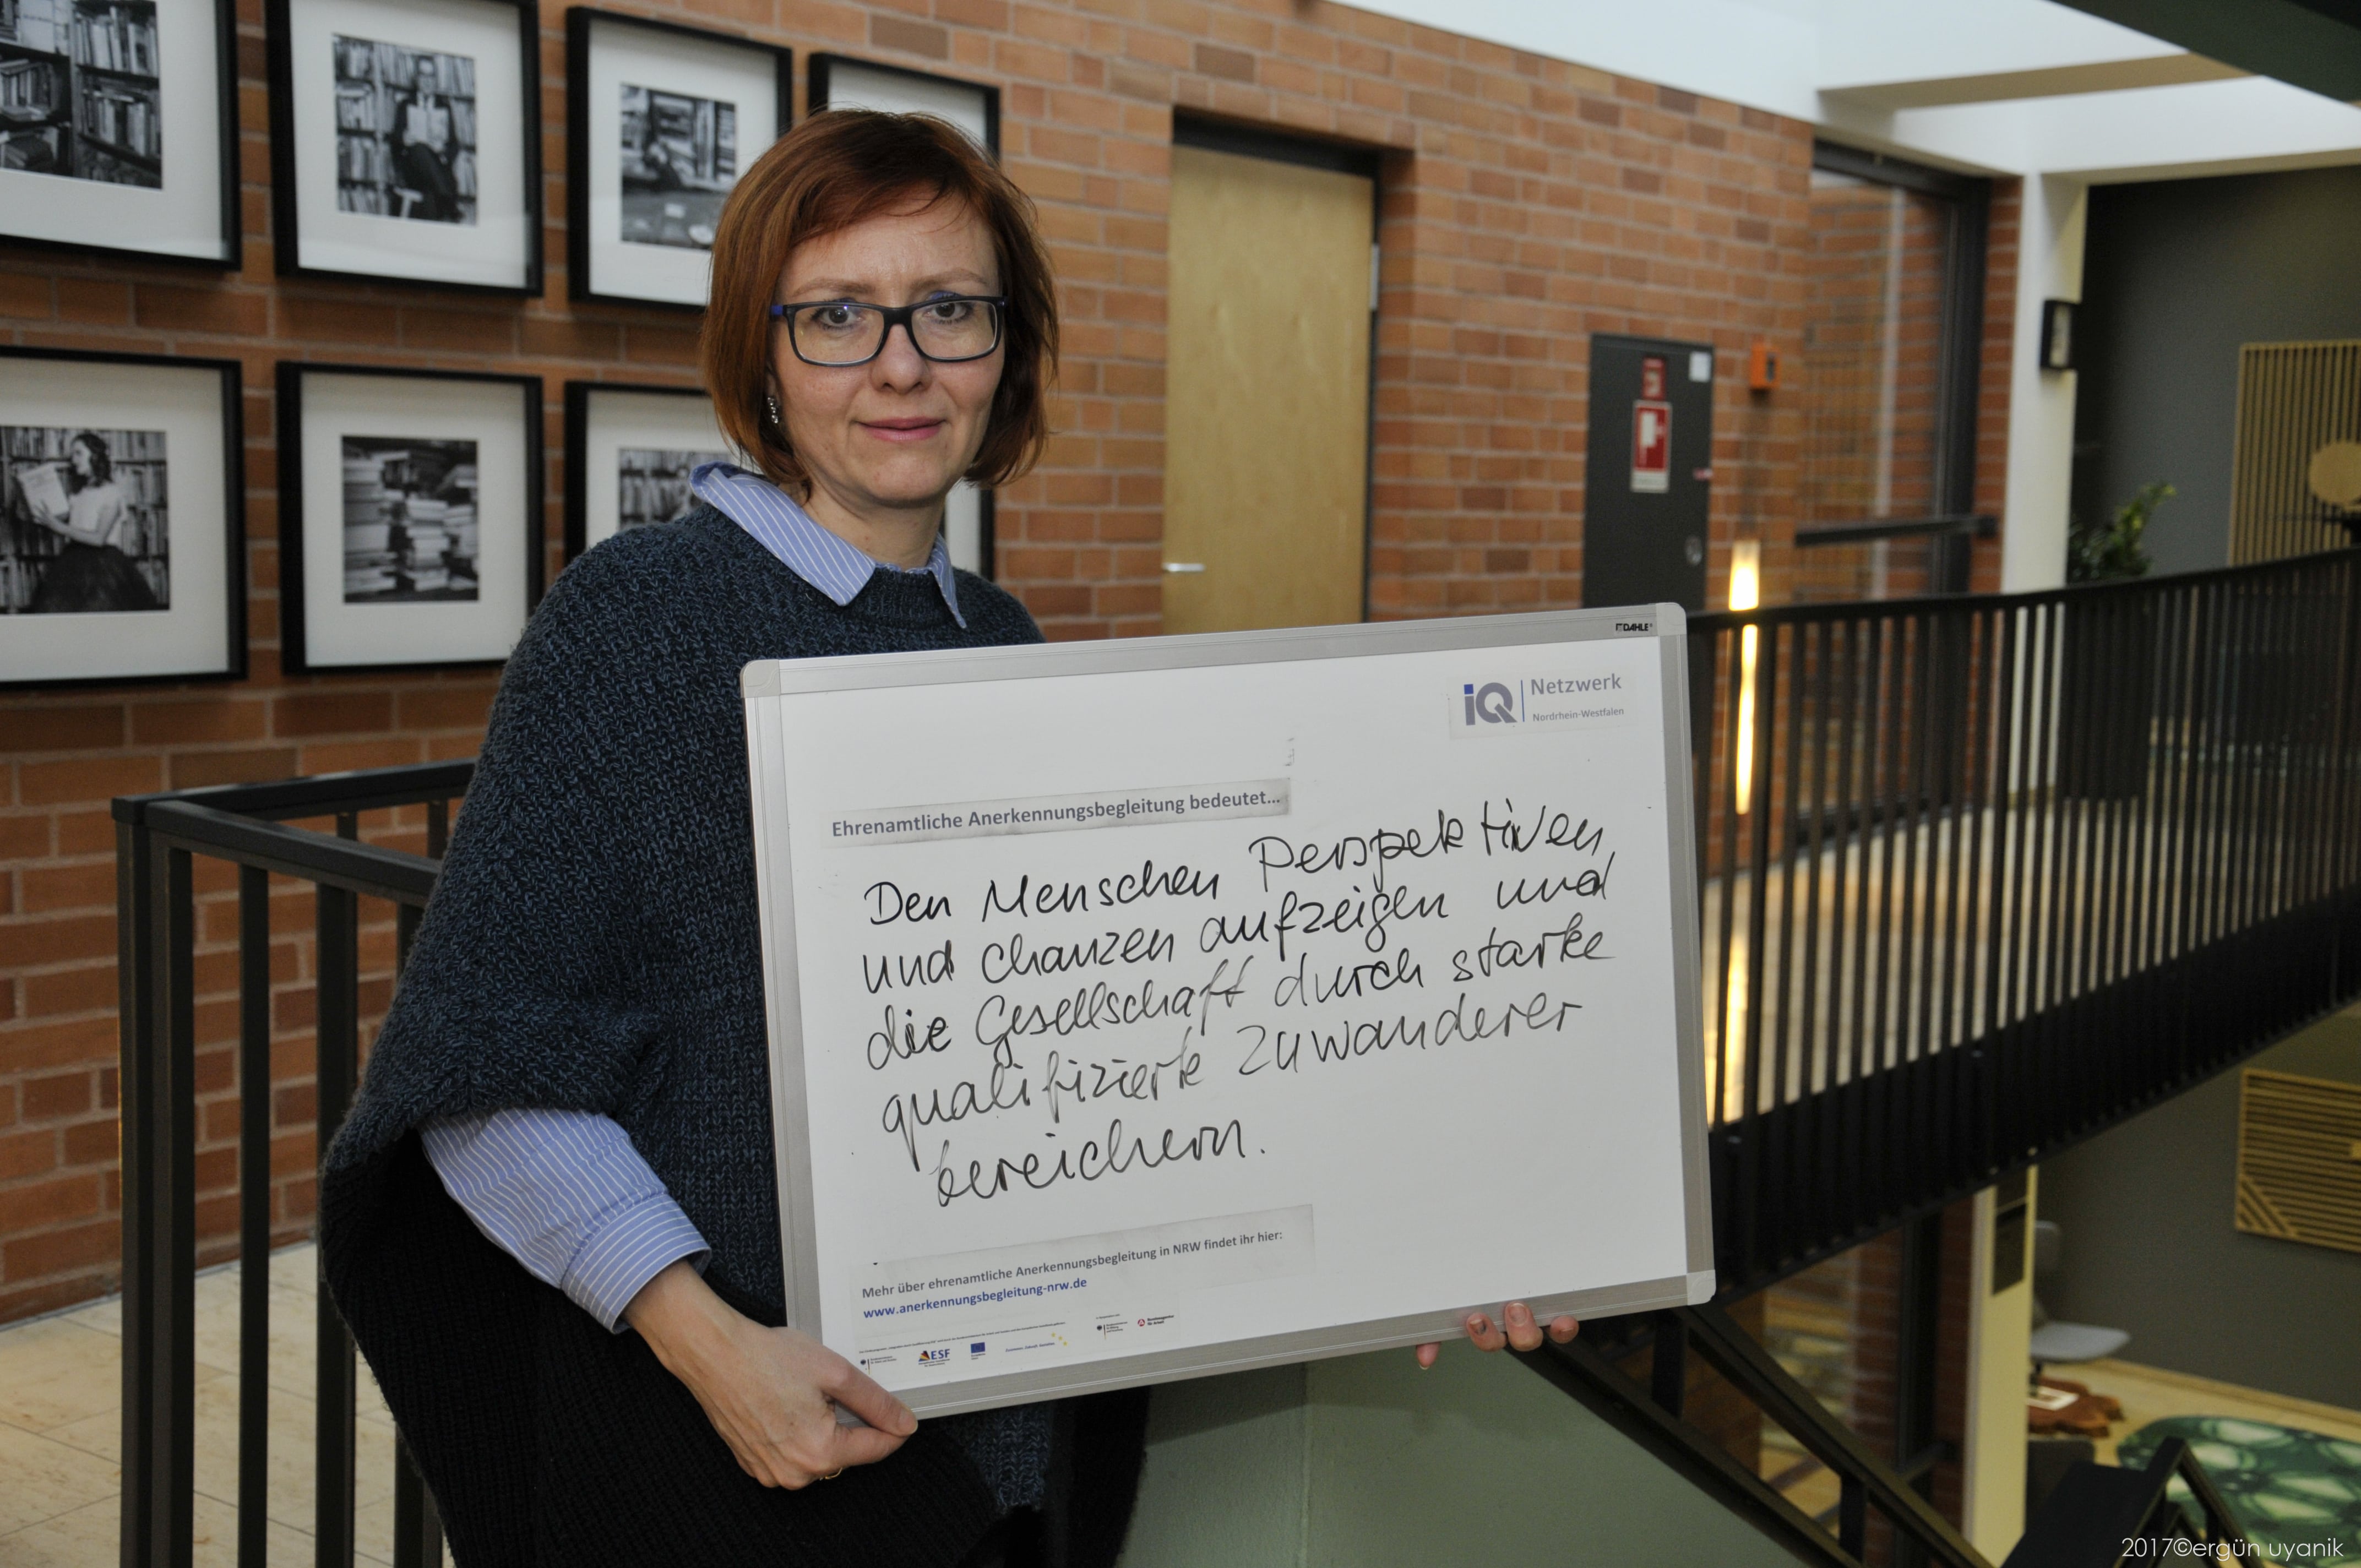 DAHLE
iQ Netzwerk
Nordrhein-Westfalen
Ehrenamtliche Anerkennungsbegleitung bedeutet...
Den Menschen Perspektiven
und Chanzen aufzeigen und
die Gesellschaft durch starke
qualifizierte Zuwanderer
bereichern.
Mehr über ehrenamtliche Anerkennungsbegleitung in NRW findet ihr hier:
www.anerkennungsbegleitung-nrw.de
ESF
2017©ergün uyanik